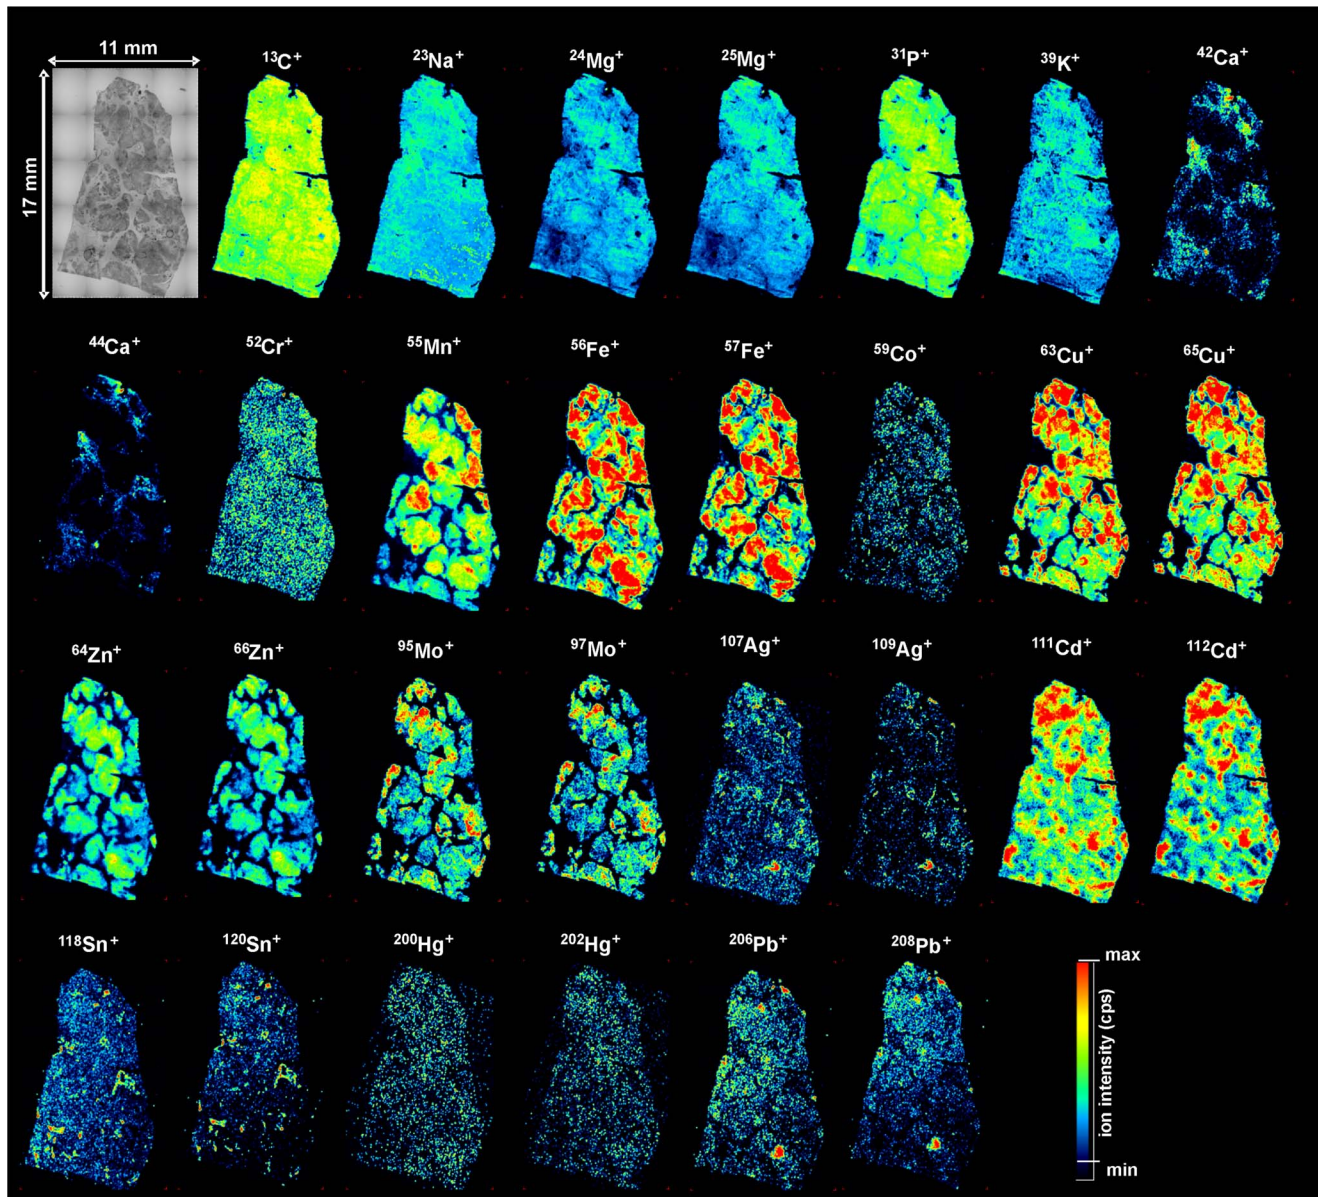 11 mm
17 mm
¹³C⁺ ²³Na⁺ ²⁴Mg⁺ ²⁵Mg⁺ ³¹P⁺ ³⁹K⁺ ⁴²Ca⁺
⁴⁴Ca⁺ ⁵²Cr⁺ ⁵⁵Mn⁺ ⁵⁶Fe⁺ ⁵⁷Fe⁺ ⁵⁹Co⁺ ⁶³Cu⁺ ⁶⁵Cu⁺
⁶⁴Zn⁺ ⁶⁶Zn⁺ ⁹⁵Mo⁺ ⁹⁷Mo⁺ ¹⁰⁷Ag⁺ ¹⁰⁹Ag⁺ ¹¹¹Cd⁺ ¹¹²Cd⁺
¹¹⁸Sn⁺ ¹²⁰Sn⁺ ²⁰⁰Hg⁺ ²⁰²Hg⁺ ²⁰⁶Pb⁺ ²⁰⁸Pb⁺
max
ion intensity (cps)
min